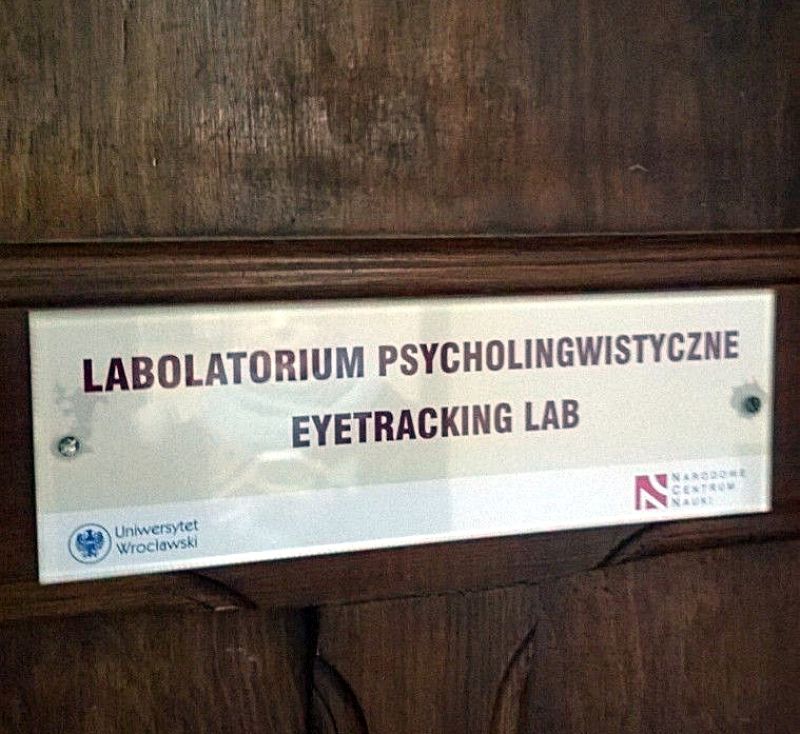 LABOLATORIUM PSYCHOLINGWISTYCZNE
EYETRACKING LAB
Uniwersytet
Wrocławski
NARODOWE
CENTRUM
NAUKI